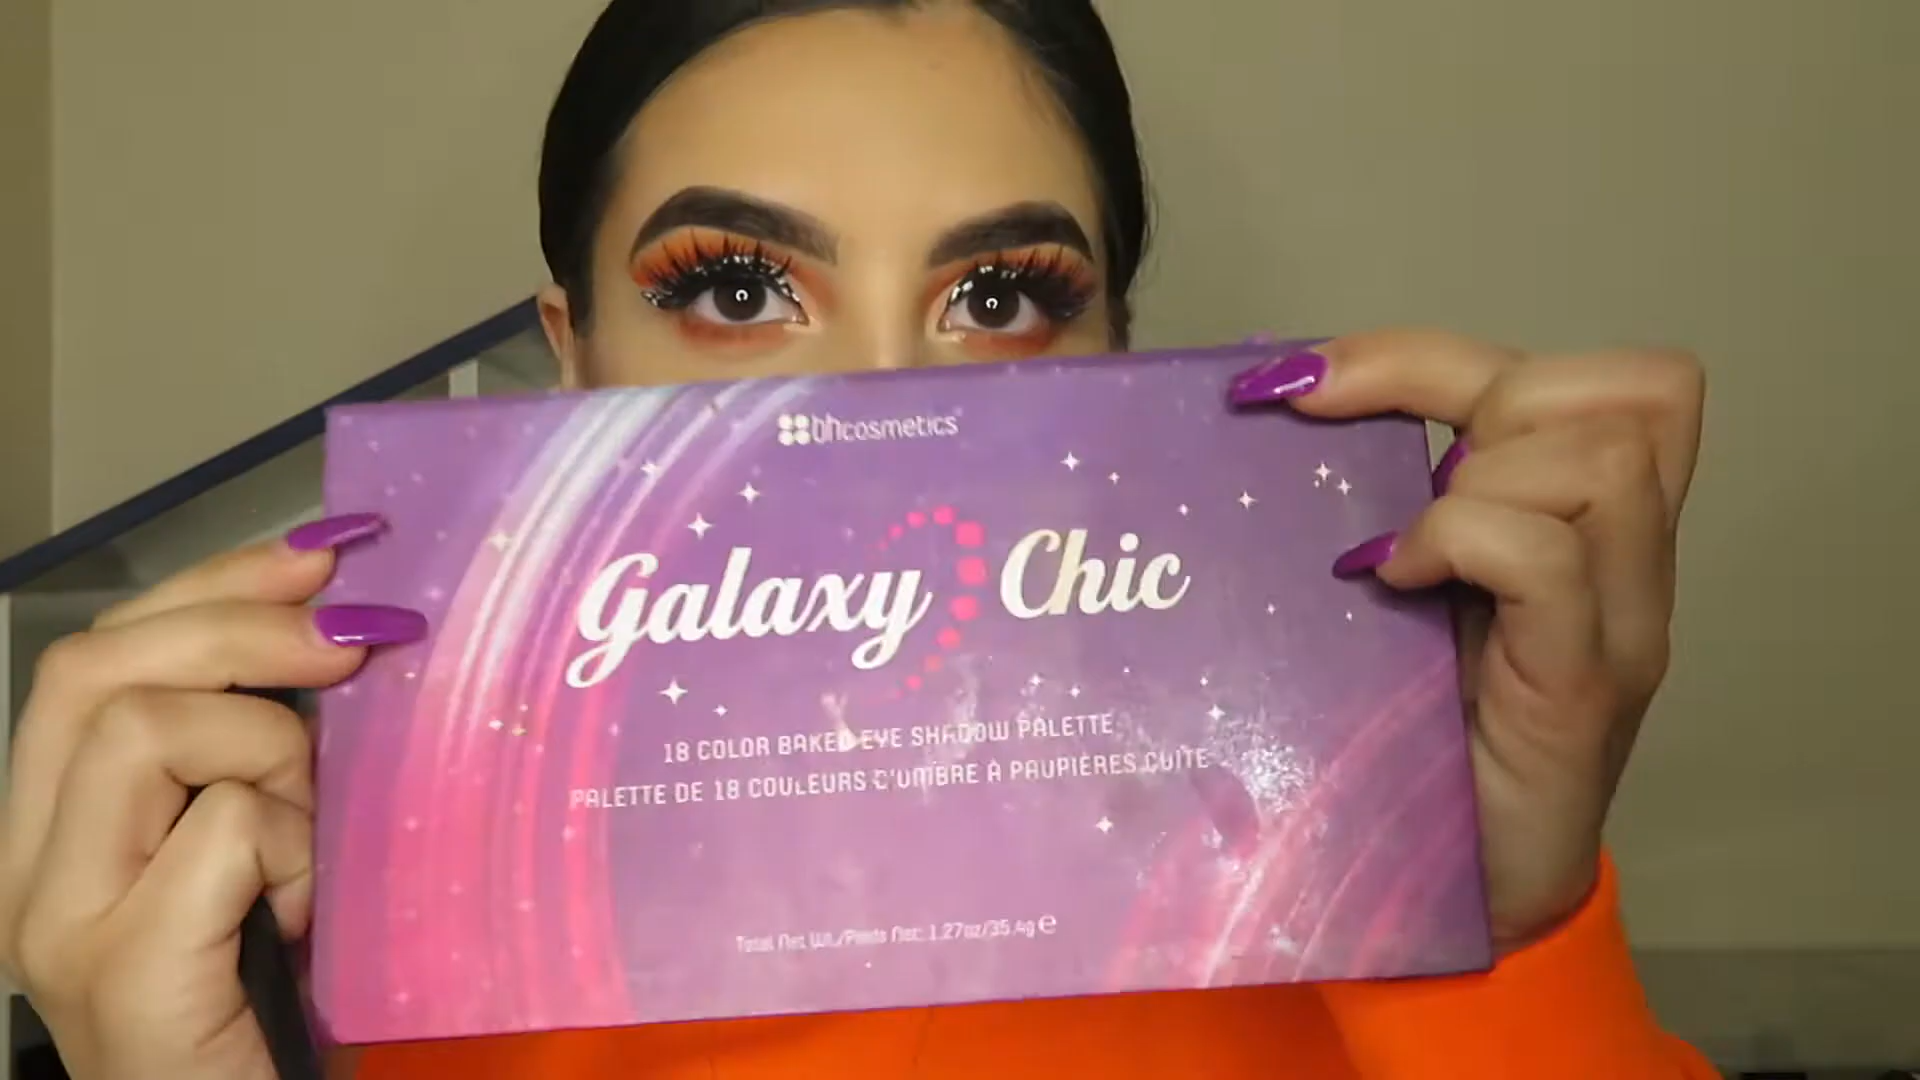 bhcosmetics
Galaxy Chic
18 COLOR BAKED EYE SHADOW PALETTE
PALETTE DE 18 COULEURS D'UMBRE À PAUPIÈRES CUITE
Total Net Wt./Poids Net: 1.27oz/35.4g ℮